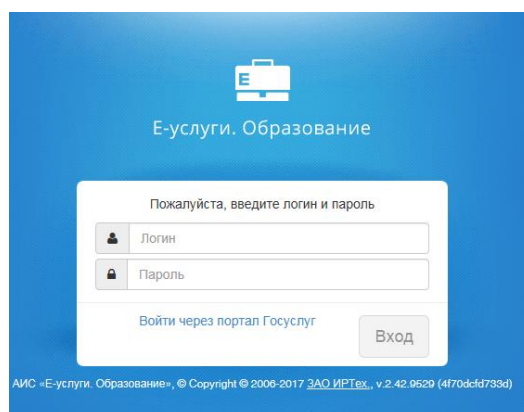 E
Е-услуги. Образование
Пожалуйста, введите логин и пароль
Логин
Пароль
Войти через портал Госуслуг
Вход
АИС «Е-услуги. Образование», © Copyright © 2006-2017 ЗАО ИРТех,, v.2.42.9529 (4f70dcfd733d)